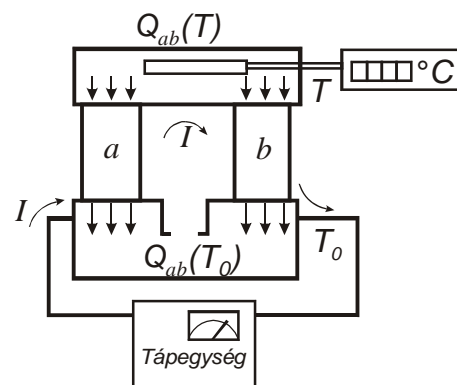 Q_ab(T)
°C
T
I
a
b
I
T_0
Q_ab(T_0)
Tápegység